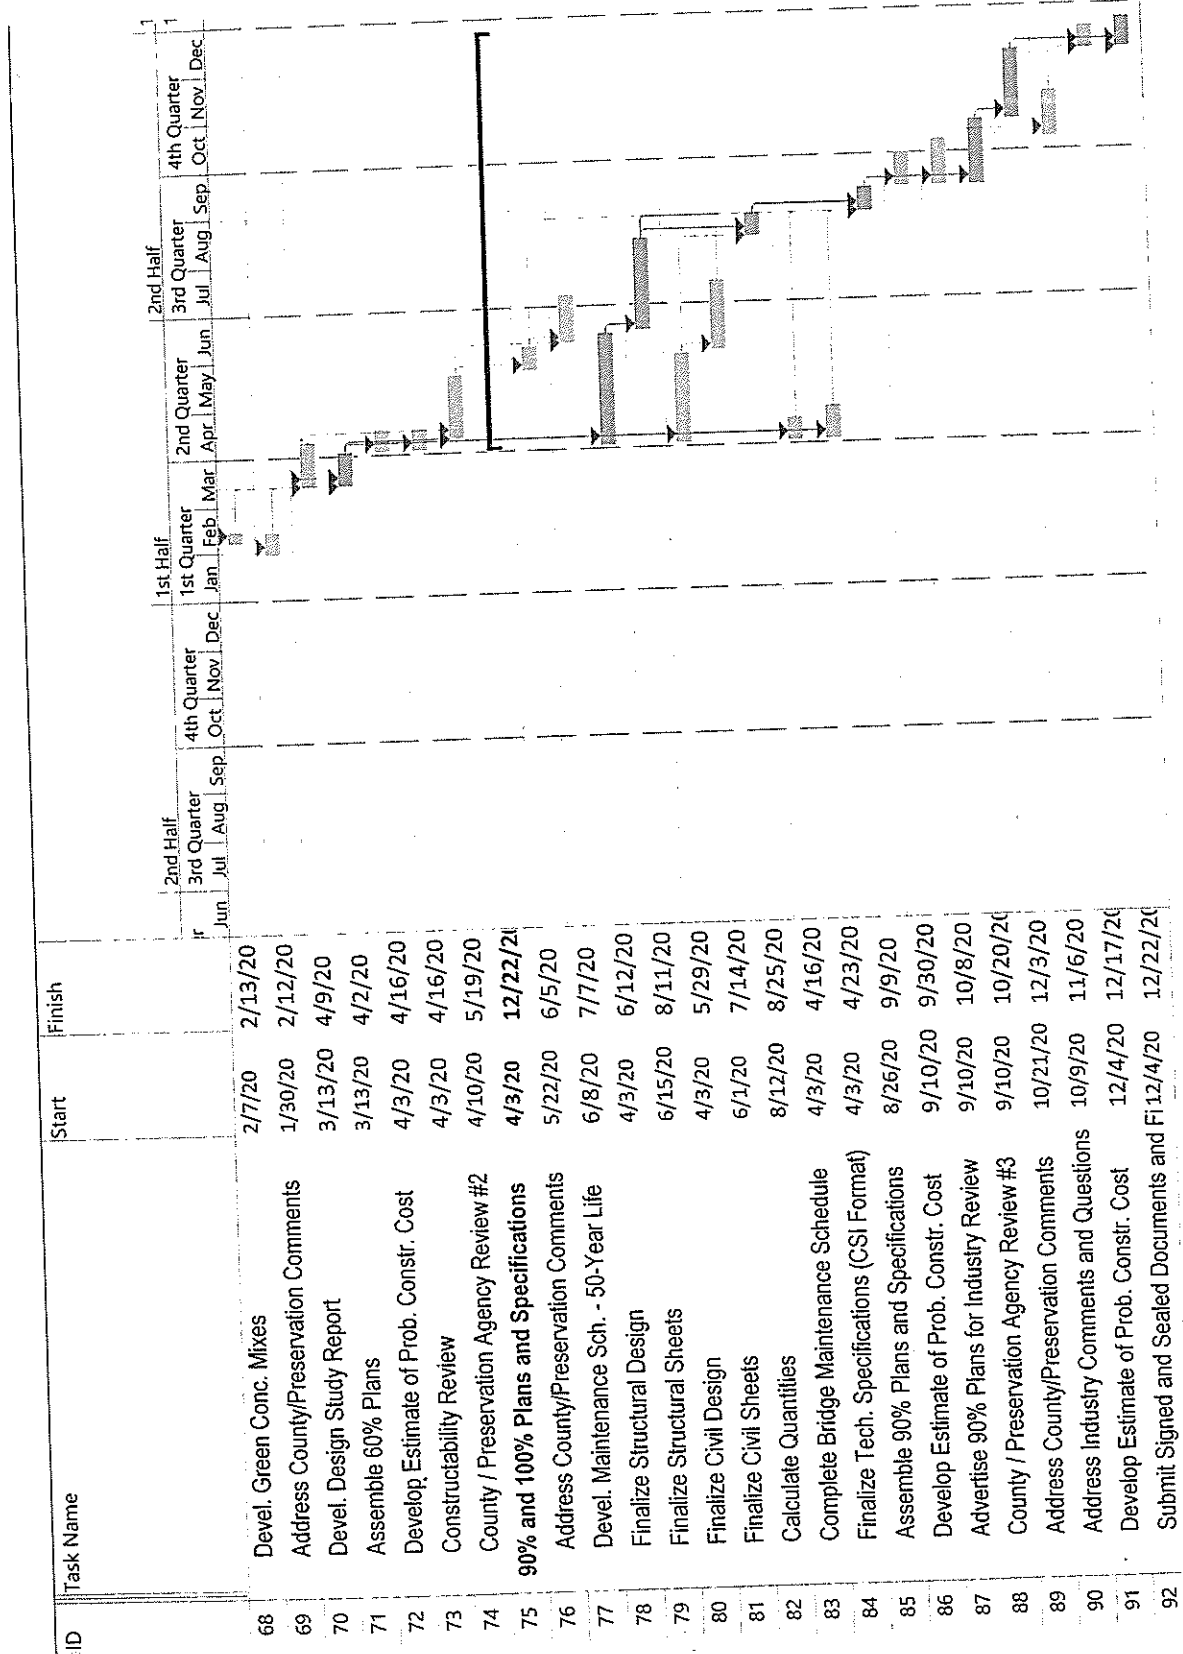 ID Task Name Start Finish
2nd Half 1st Half 2nd Half 1
r 3rd Quarter 4th Quarter 1st Quarter 2nd Quarter 3rd Quarter 4th Quarter 1
Jun Jul Aug Sep Oct Nov Dec Jan Feb Mar Apr May Jun Jul Aug Sep Oct Nov Dec
68 Devel. Green Conc. Mixes 2/7/20 2/13/20
69 Address County/Preservation Comments 1/30/20 2/12/20
70 Devel. Design Study Report 3/13/20 4/9/20
71 Assemble 60% Plans 3/13/20 4/2/20
72 Develop Estimate of Prob. Constr. Cost 4/3/20 4/16/20
73 Constructability Review 4/3/20 4/16/20
74 County / Preservation Agency Review #2 4/10/20 5/19/20
75 90% and 100% Plans and Specifications 4/3/20 12/22/20
76 Address County/Preservation Comments 5/22/20 6/5/20
77 Devel. Maintenance Sch. - 50-Year Life 6/8/20 7/7/20
78 Finalize Structural Design 4/3/20 6/12/20
79 Finalize Structural Sheets 6/15/20 8/11/20
80 Finalize Civil Design 4/3/20 5/29/20
81 Finalize Civil Sheets 6/1/20 7/14/20
82 Calculate Quantities 8/12/20 8/25/20
83 Complete Bridge Maintenance Schedule 4/3/20 4/16/20
84 Finalize Tech. Specifications (CSI Format) 4/3/20 4/23/20
85 Assemble 90% Plans and Specifications 8/26/20 9/9/20
86 Develop Estimate of Prob. Constr. Cost 9/10/20 9/30/20
87 Advertise 90% Plans for Industry Review 9/10/20 10/8/20
88 County / Preservation Agency Review #3 9/10/20 10/20/20
89 Address County/Preservation Comments 10/21/20 12/3/20
90 Address Industry Comments and Questions 10/9/20 11/6/20
91 Develop Estimate of Prob. Constr. Cost 12/4/20 12/17/20
92 Submit Signed and Sealed Documents and Fi 12/4/20 12/22/20